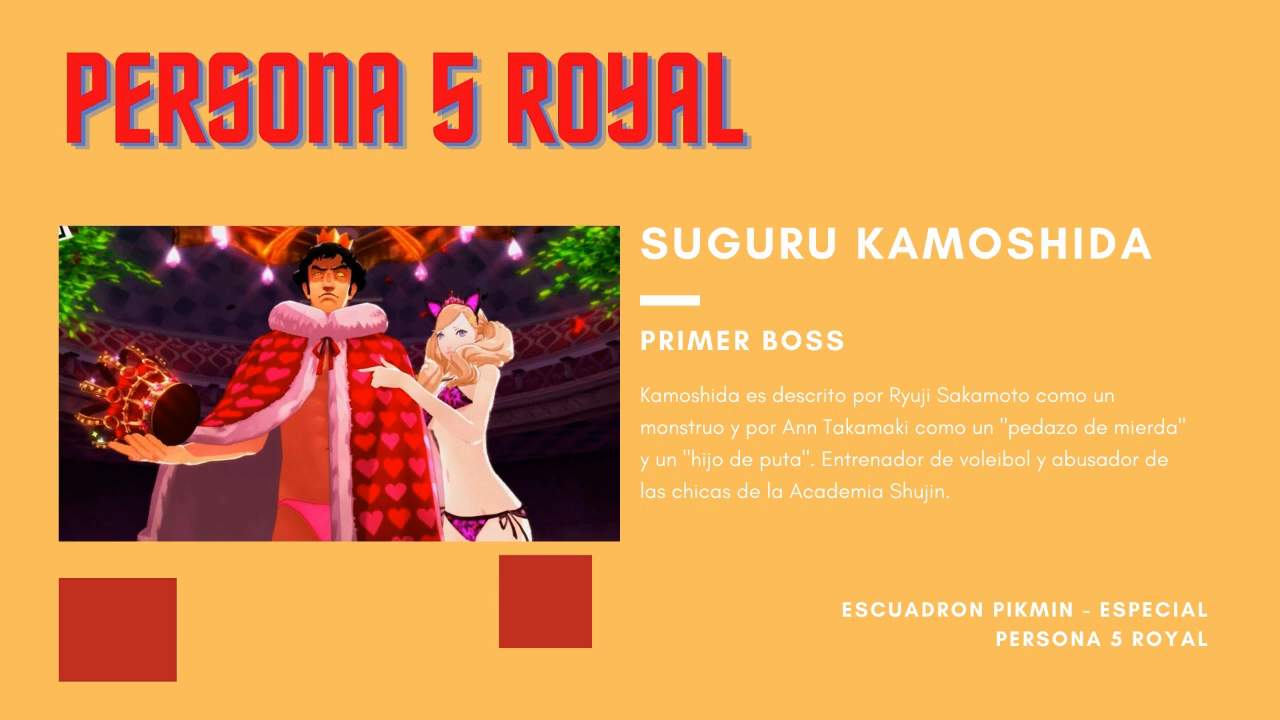 PERSONA 5 ROYAL
SUGURU KAMOSHIDA
PRIMER BOSS
Kamoshida es descrito por Ryuji Sakamoto como un
monstruo y por Ann Takamaki como un "pedazo de mierda"
y un "hijo de puta". Entrenador de voleibol y abusador de
las chicas de la Academia Shujin.
ESCUADRON PIKMIN - ESPECIAL
PERSONA 5 ROYAL